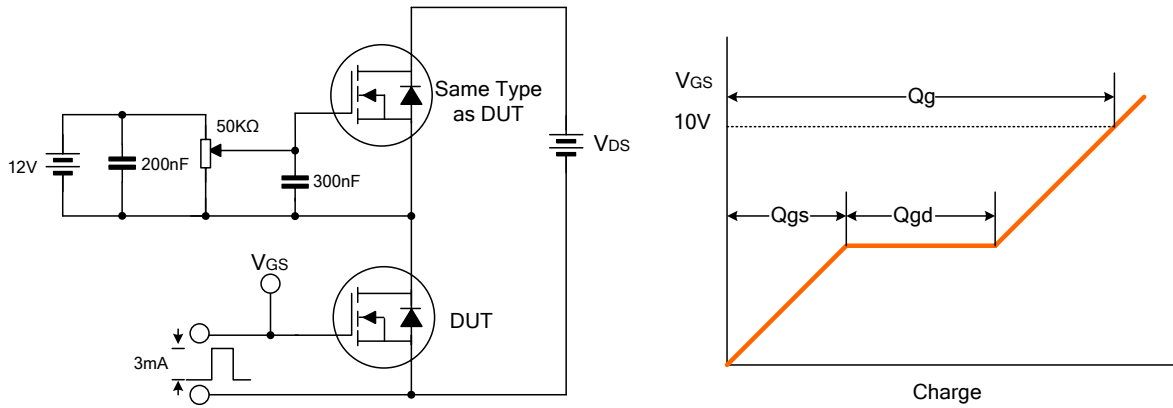 Same Type
as DUT
50KΩ
12V
200nF
300nF
VDS
VGS
DUT
3mA
VGS
Qg
10V
Qgs
Qgd
Charge